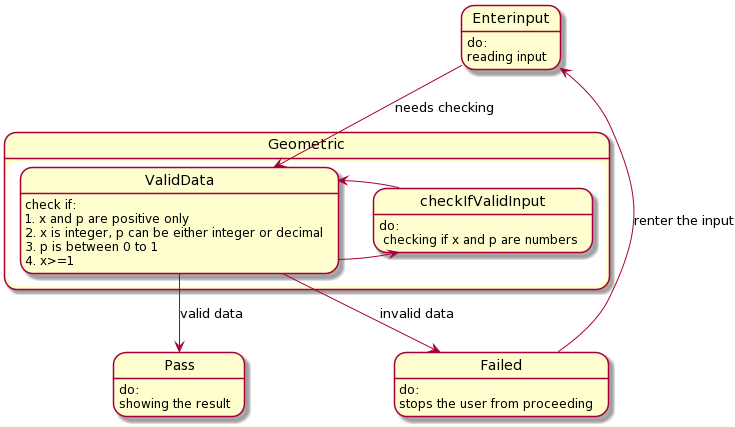 Enterinput
do:
reading input
needs checking
Geometric
ValidData
check if:
1. x and p are positive only
2. x is integer, p can be either integer or decimal
3. p is between 0 to 1
4. x>=1
checkIfValidInput
do:
checking if x and p are numbers
renter the input
valid data
invalid data
Pass
do:
showing the result
Failed
do:
stops the user from proceeding